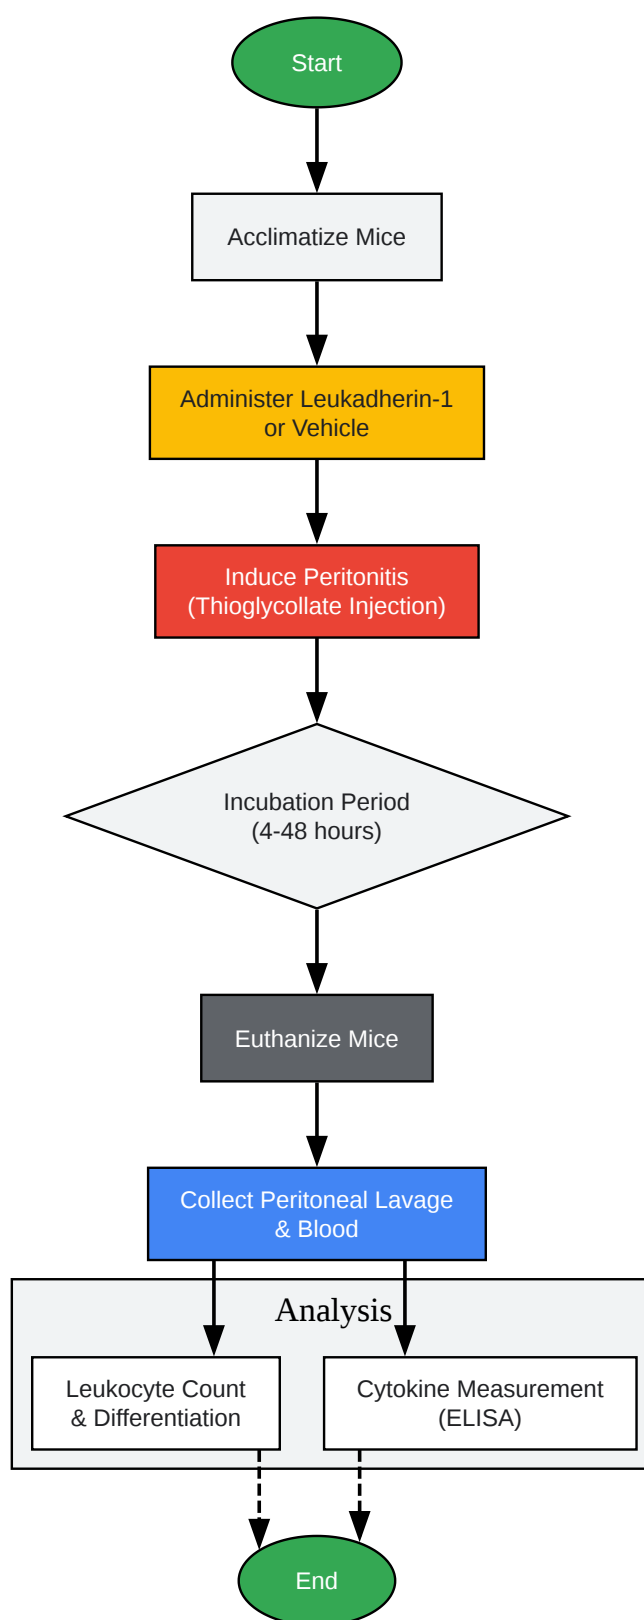 Start
Acclimatize Mice
Administer Leukadherin-1
or Vehicle
Induce Peritonitis
(Thioglycollate Injection)
Incubation Period
(4-48 hours)
Euthanize Mice
Collect Peritoneal Lavage
& Blood
Analysis
Leukocyte Count
& Differentiation
Cytokine Measurement
(ELISA)
End